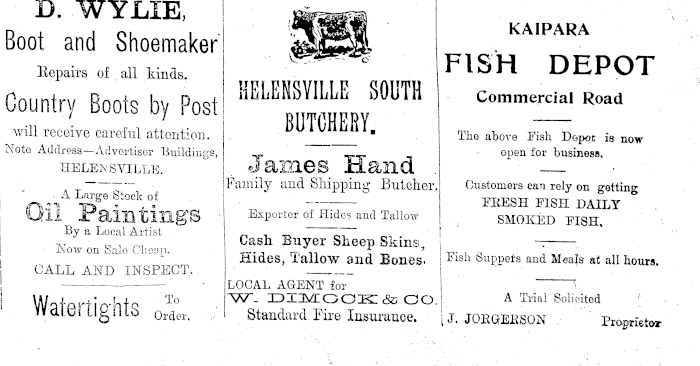 D. WYLIE,
Boot and Shoemaker
Repairs of all kinds.
Country Boots by Post
will receive careful attention.
Note Address—Advertiser Buildings,
HELENSVILLE.
A Large Stock of
Oil Paintings
By a Local Artist
Now on Sale Cheap.
CALL AND INSPECT.
Watertights To Order.
HELENSVILLE SOUTH
BUTCHERY.
James Hand
Family and Shipping Butcher.
Exporter of Hides and Tallow
Cash Buyer Sheep Skins,
Hides, Tallow and Bones.
LOCAL AGENT for
W. DIMOCK & CO.
Standard Fire Insurance.
KAIPARA
FISH DEPOT
Commercial Road
The above Fish Depot is now
open for business.
Customers can rely on getting
FRESH FISH DAILY
SMOKED FISH.
Fish Suppers and Meals at all hours.
A Trial Solicited
J. JORGERSON Proprietor